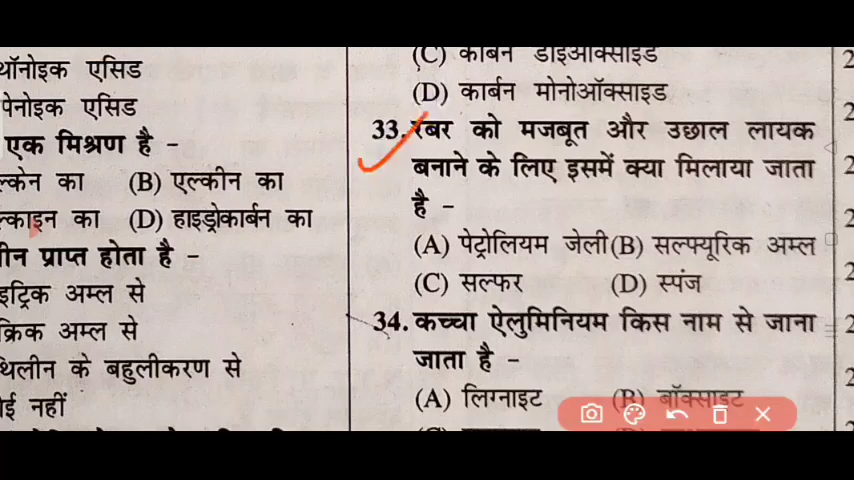 थॉनोइक एसिड
पेनोइक एसिड
एक मिश्रण है -
ल्केन का (B) एल्कीन का
ल्काइन का (D) हाइड्रोकार्बन का
ीन प्राप्त होता है -
इट्रिक अम्ल से
क्रिक अम्ल से
थिलीन के बहुलीकरण से
ई नहीं
(C) कार्बन डाइऑक्साइड
(D) कार्बन मोनोऑक्साइड
33. रबर को मजबूत और उछाल लायक
बनाने के लिए इसमें क्या मिलाया जाता
है -
(A) पेट्रोलियम जेली (B) सल्फ्यूरिक अम्ल
(C) सल्फर (D) स्पंज
34. कच्चा ऐलुमिनियम किस नाम से जाना
जाता है -
(A) लिग्नाइट (B) बॉक्साइट